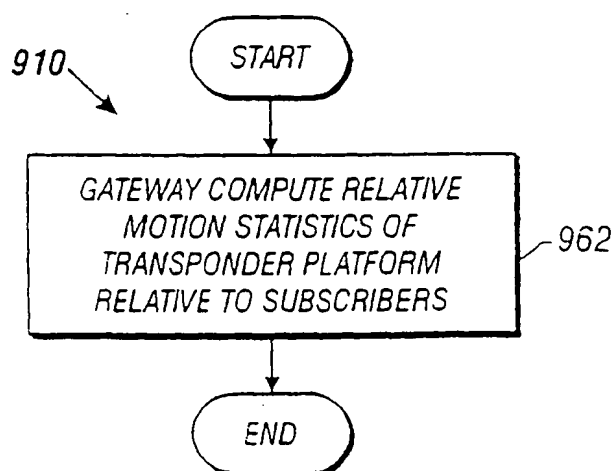 910
START
GATEWAY COMPUTE RELATIVE
MOTION STATISTICS OF
TRANSPONDER PLATFORM
RELATIVE TO SUBSCRIBERS
962
END